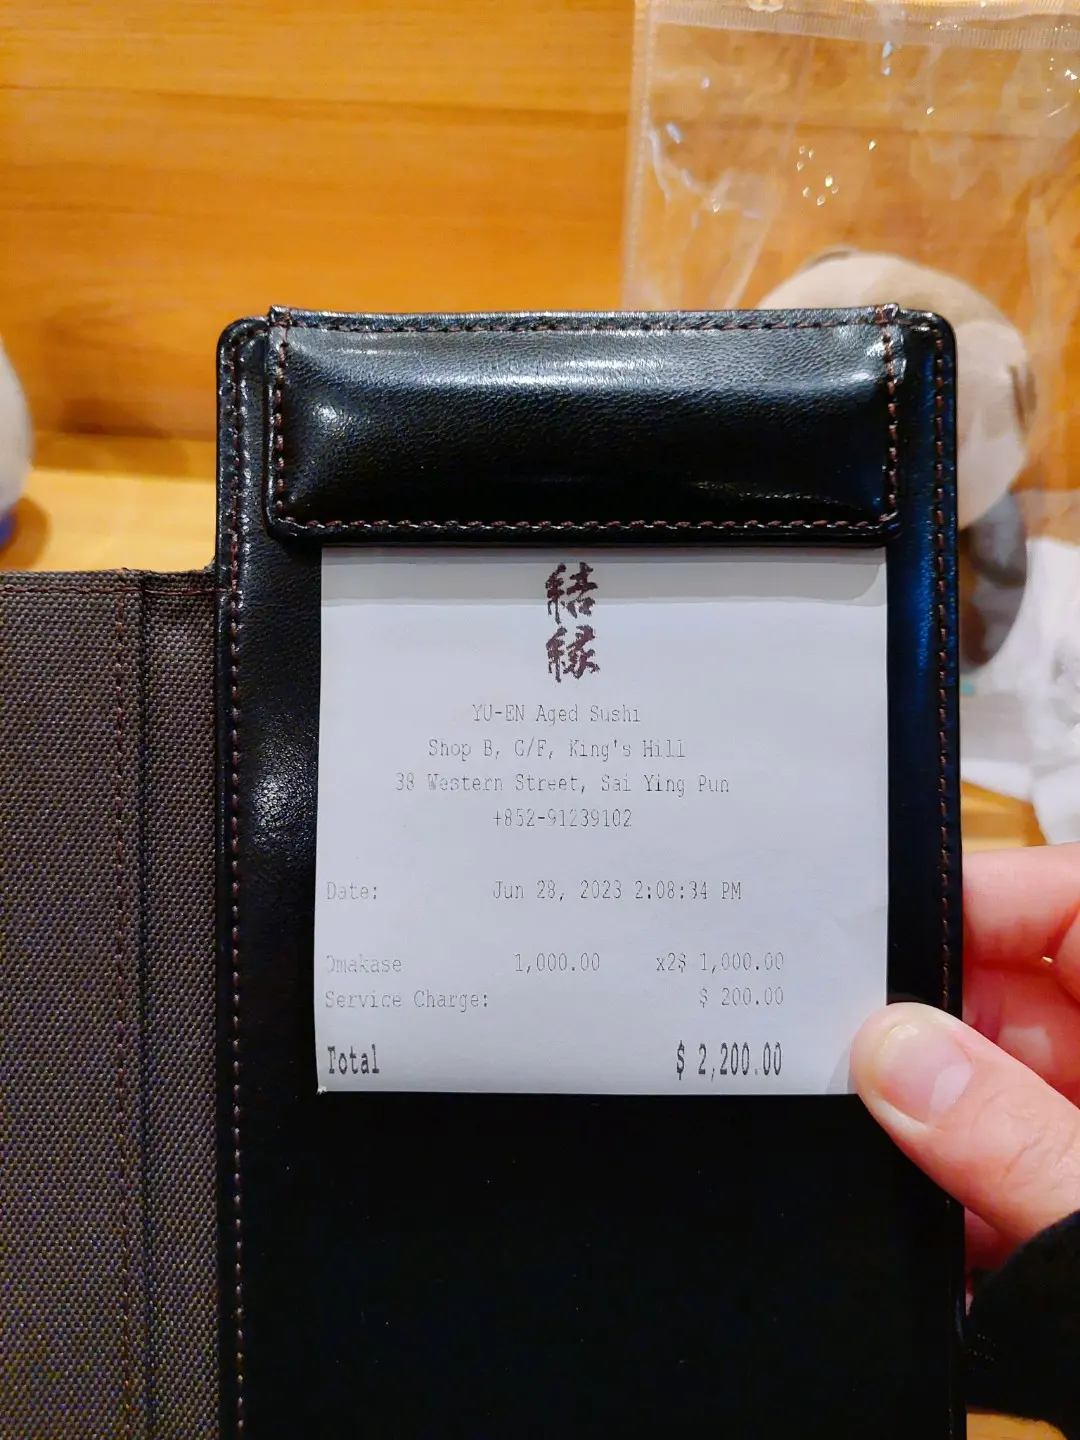 結
縁
YU-EN Aged Sushi
Shop B, G/F, King's Hill
38 Western Street, Sai Ying Pun
+852-91239102
Date: Jun 28, 2023 2:08:34 PM
Omakase 1,000.00 x2$ 1,000.00
Service Charge: $ 200.00
Total $ 2,200.00